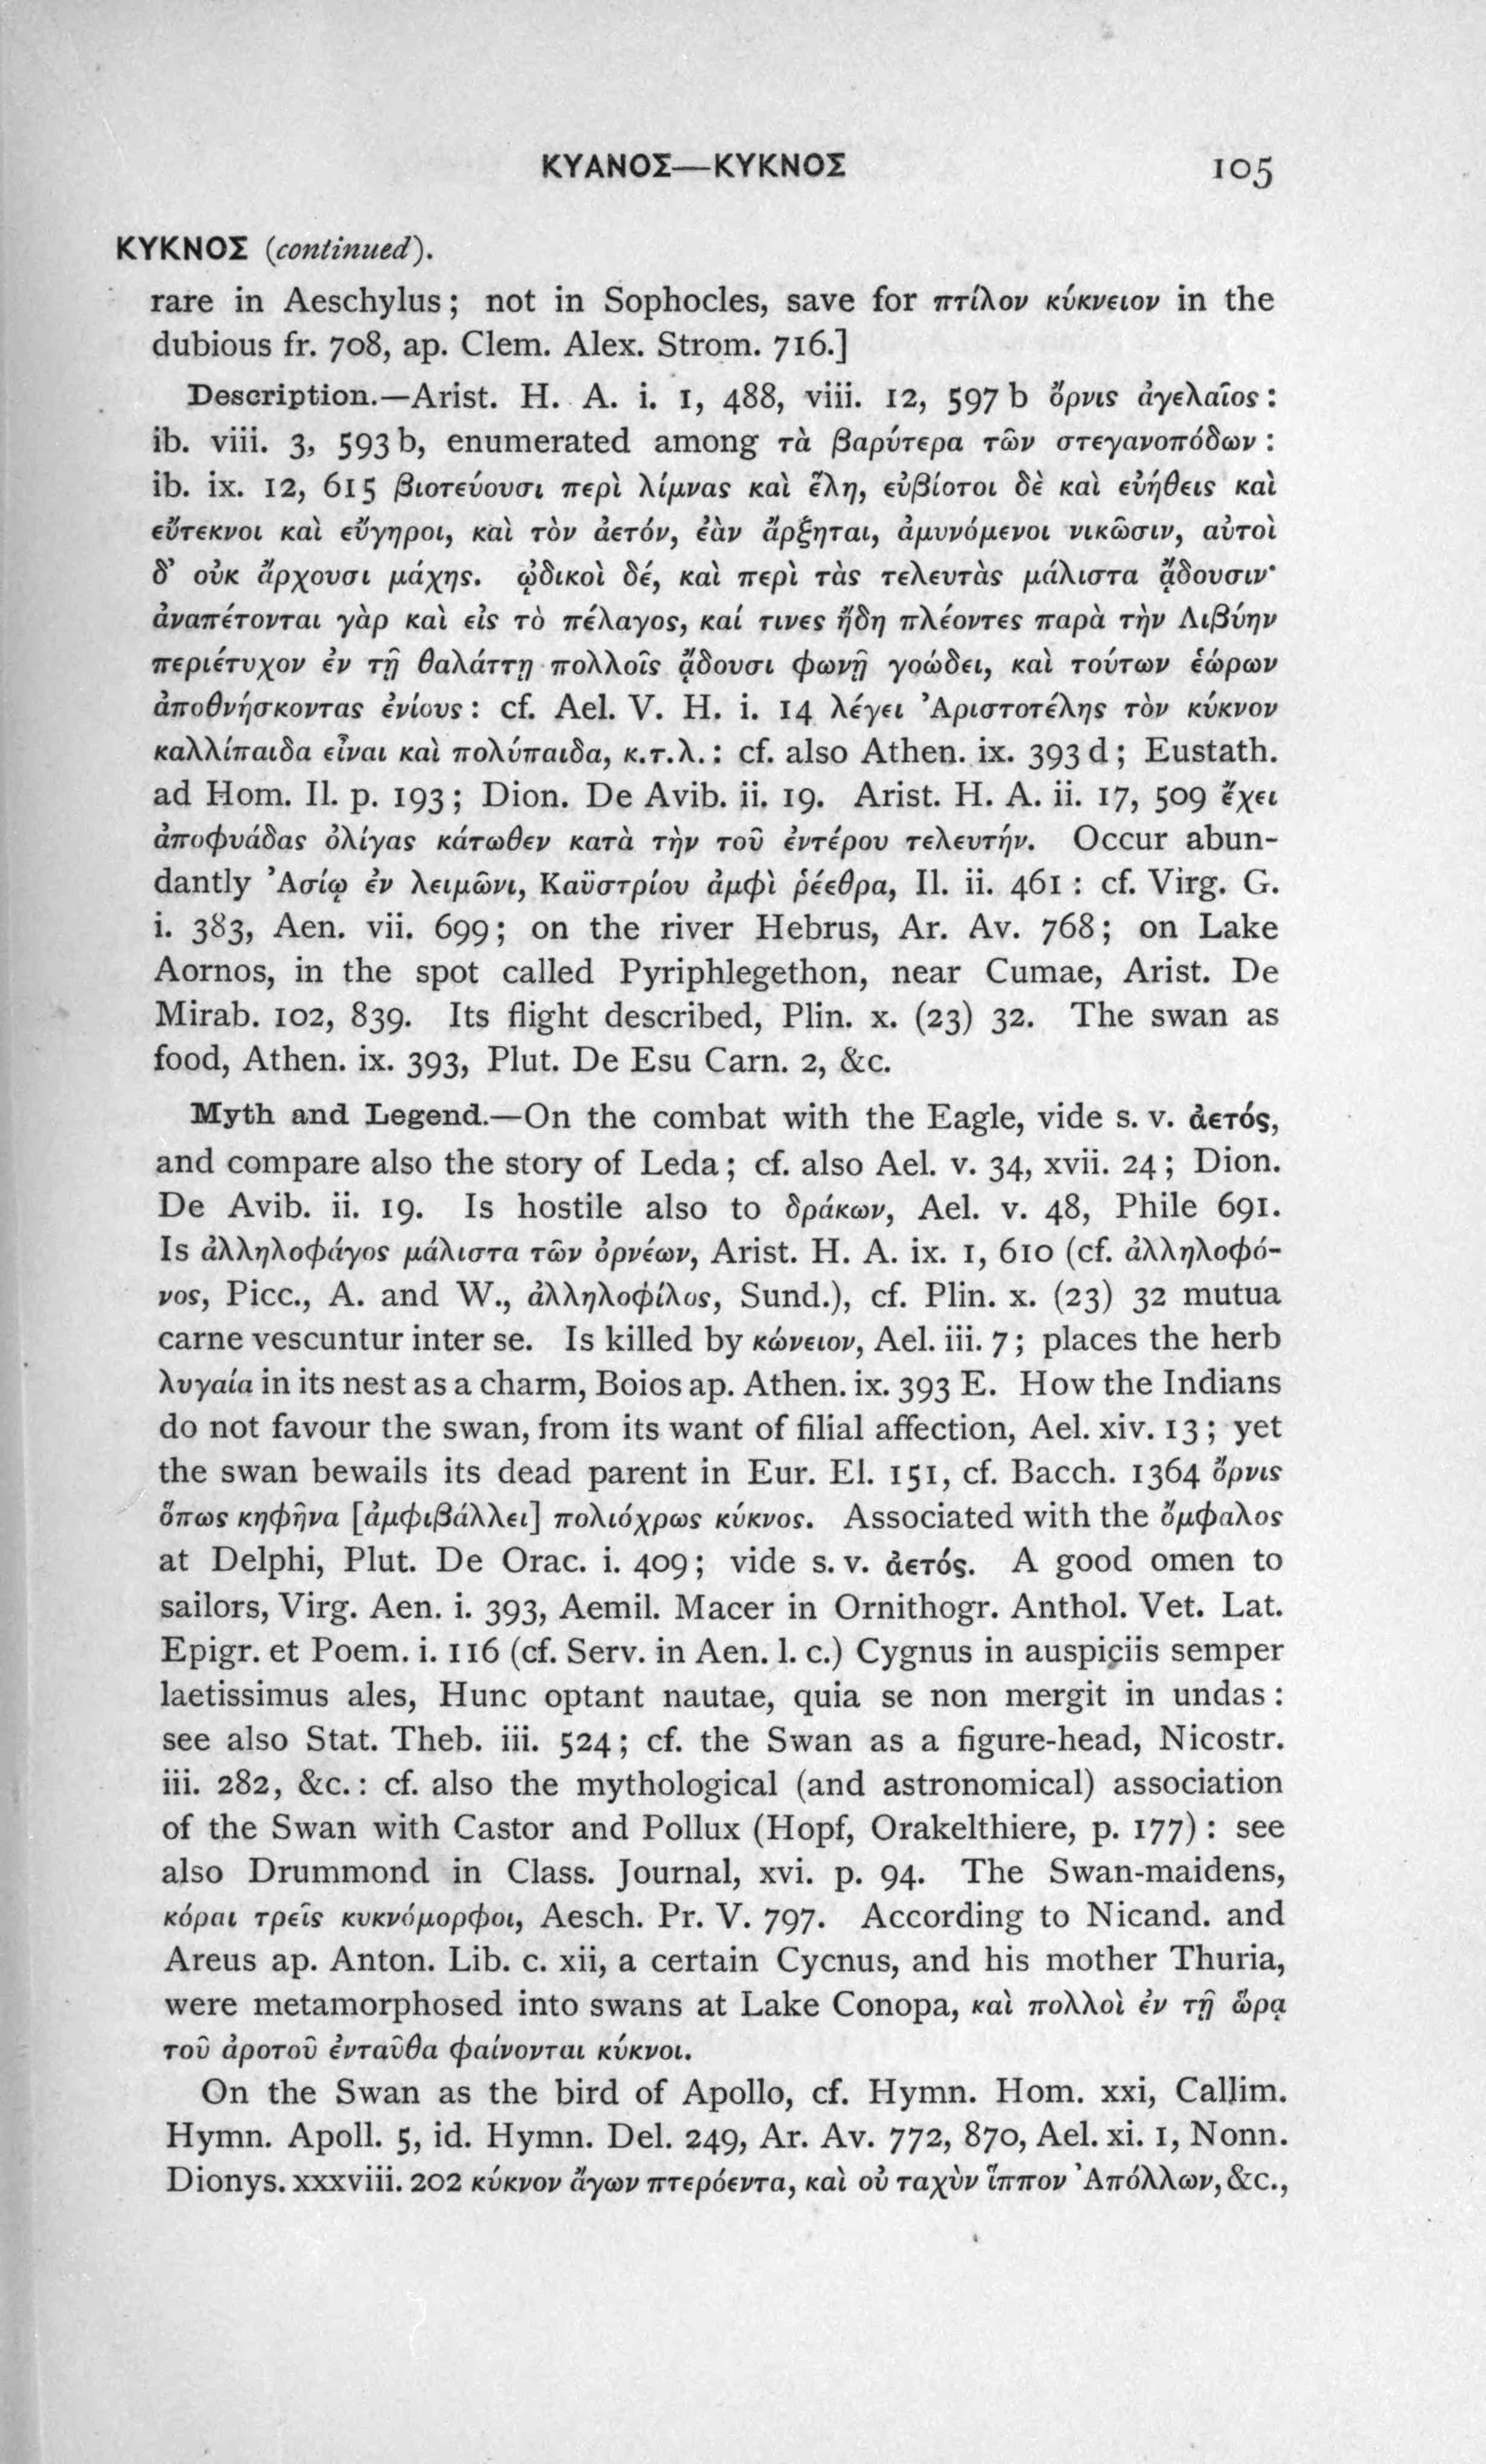 ΚΥΑΝΟΣ—ΚΥΚΝΟΣ 105
ΚΥΚΝΟΣ (continued).
rare in Aeschylus; not in Sophocles, save for πτίλον κύκνειον in the
dubious fr. 708, ap. Clem. Alex. Strom. 716.]
Description.—Arist. H. A. i. 1, 488, viii. 12, 597 b ὄρνις ἀγελαῖος:
ib. viii. 3, 593 b, enumerated among τὰ βαρύτερα τῶν στεγανοπόδων:
ib. ix. 12, 615 βιοτεύουσι περὶ λίμνας καὶ ἕλη, εὐβίοτοι δὲ καὶ εὐήθεις καὶ
εὔτεκνοι καὶ εὔγηροι, καὶ τὸν ἀετόν, ἐὰν ἄρξηται, ἀμυνόμενοι νικῶσιν, αὐτοὶ
δ' οὐκ ἄρχουσι μάχης. ᾠδικοὶ δέ, καὶ περὶ τὰς τελευτὰς μάλιστα ᾄδουσιν·
ἀναπέτονται γὰρ καὶ εἰς τὸ πέλαγος, καί τινες ἤδη πλέοντες παρὰ τὴν Λιβύην
περιέτυχον ἐν τῇ θαλάττῃ πολλοῖς ᾄδουσι φωνῇ γοώδει, καὶ τούτων ἑώρων
ἀποθνήσκοντας ἐνίους: cf. Ael. V. H. i. 14 λέγει Ἀριστοτέλης τὸν κύκνον
καλλίπαιδα εἶναι καὶ πολύπαιδα, κ.τ.λ.: cf. also Athen. ix. 393 d; Eustath.
ad Hom. Il. p. 193; Dion. De Avib. ii. 19. Arist. H. A. ii. 17, 509 ἔχει
ἀποφυάδας ὀλίγας κάτωθεν κατὰ τὴν τοῦ ἐντέρου τελευτήν. Occur abun-
dantly Ἀσίῳ ἐν λειμῶνι, Καϋστρίου ἀμφὶ ῥέεθρα, Il. ii. 461: cf. Virg. G.
i. 383, Aen. vii. 699; on the river Hebrus, Ar. Av. 768; on Lake
Aornos, in the spot called Pyriphlegethon, near Cumae, Arist. De
Mirab. 102, 839. Its flight described, Plin. x. (23) 32. The swan as
food, Athen. ix. 393, Plut. De Esu Carn. 2, &c.
Myth and Legend.—On the combat with the Eagle, vide s. v. ἀετός,
and compare also the story of Leda; cf. also Ael. v. 34, xvii. 24; Dion.
De Avib. ii. 19. Is hostile also to δράκων, Ael. v. 48, Phile 691.
Is ἀλληλοφάγος μάλιστα τῶν ὀρνέων, Arist. H. A. ix. 1, 610 (cf. ἀλληλοφό-
νος, Picc., A. and W., ἀλληλοφίλος, Sund.), cf. Plin. x. (23) 32 mutua
carne vescuntur inter se. Is killed by κώνειον, Ael. iii. 7; places the herb
λυγαία in its nest as a charm, Boios ap. Athen. ix. 393 E. How the Indians
do not favour the swan, from its want of filial affection, Ael. xiv. 13; yet
the swan bewails its dead parent in Eur. El. 151, cf. Bacch. 1364 ὄρνις
ὅπως κηφῆνα [ἀμφιβάλλει] πολιόχρως κύκνος. Associated with the ὄμφαλος
at Delphi, Plut. De Orac. i. 409; vide s. v. ἀετός. A good omen to
sailors, Virg. Aen. i. 393, Aemil. Macer in Ornithogr. Anthol. Vet. Lat.
Epigr. et Poem. i. 116 (cf. Serv. in Aen. l. c.) Cygnus in auspiciis semper
laetissimus ales, Hunc optant nautae, quia se non mergit in undas:
see also Stat. Theb. iii. 524; cf. the Swan as a figure-head, Nicostr.
iii. 282, &c.: cf. also the mythological (and astronomical) association
of the Swan with Castor and Pollux (Hopf, Orakelthiere, p. 177): see
also Drummond in Class. Journal, xvi. p. 94. The Swan-maidens,
κόραι τρεῖς κυκνόμορφοι, Aesch. Pr. V. 797. According to Nicand. and
Areus ap. Anton. Lib. c. xii, a certain Cycnus, and his mother Thuria,
were metamorphosed into swans at Lake Conopa, καὶ πολλοὶ ἐν τῇ ὥρᾳ
τοῦ ἀροτοῦ ἐνταῦθα φαίνονται κύκνοι.
On the Swan as the bird of Apollo, cf. Hymn. Hom. xxi, Callim.
Hymn. Apoll. 5, id. Hymn. Del. 249, Ar. Av. 772, 870, Ael. xi. 1, Nonn.
Dionys. xxxviii. 202 κύκνον ἄγων πτερόεντα, καὶ οὐ ταχὺν ἵππον Ἀπόλλων, &c.,